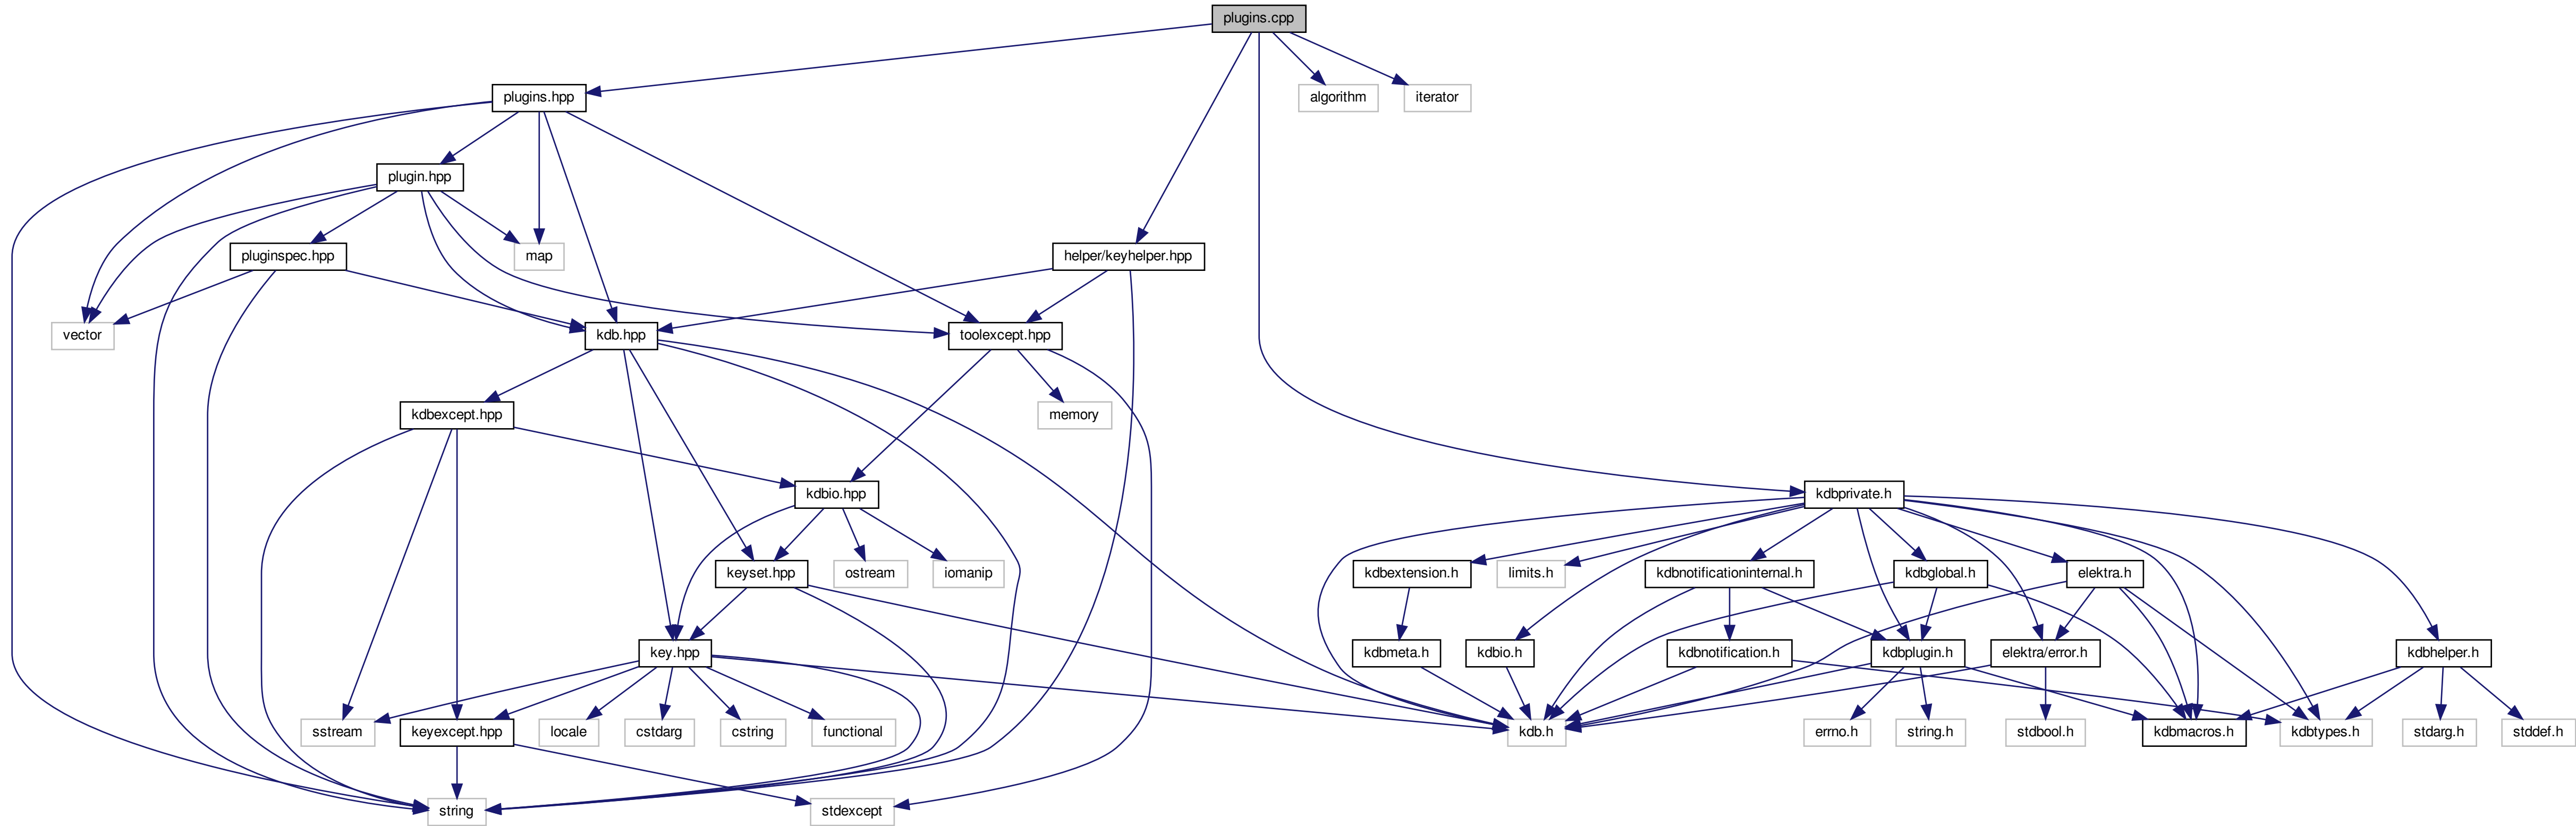 plugins.cpp
plugins.hpp
algorithm
iterator
plugin.hpp
pluginspec.hpp
map
helper/keyhelper.hpp
vector
kdb.hpp
toolexcept.hpp
kdbexcept.hpp
memory
kdbio.hpp
kdbprivate.h
keyset.hpp
ostream
iomanip
kdbextension.h
limits.h
kdbnotificationinternal.h
kdbglobal.h
elektra.h
key.hpp
kdbmeta.h
kdbio.h
kdbnotification.h
kdbplugin.h
elektra/error.h
kdbhelper.h
sstream
keyexcept.hpp
locale
cstdarg
cstring
functional
kdb.h
errno.h
string.h
stdbool.h
kdbmacros.h
kdbtypes.h
stdarg.h
stddef.h
string
stdexcept